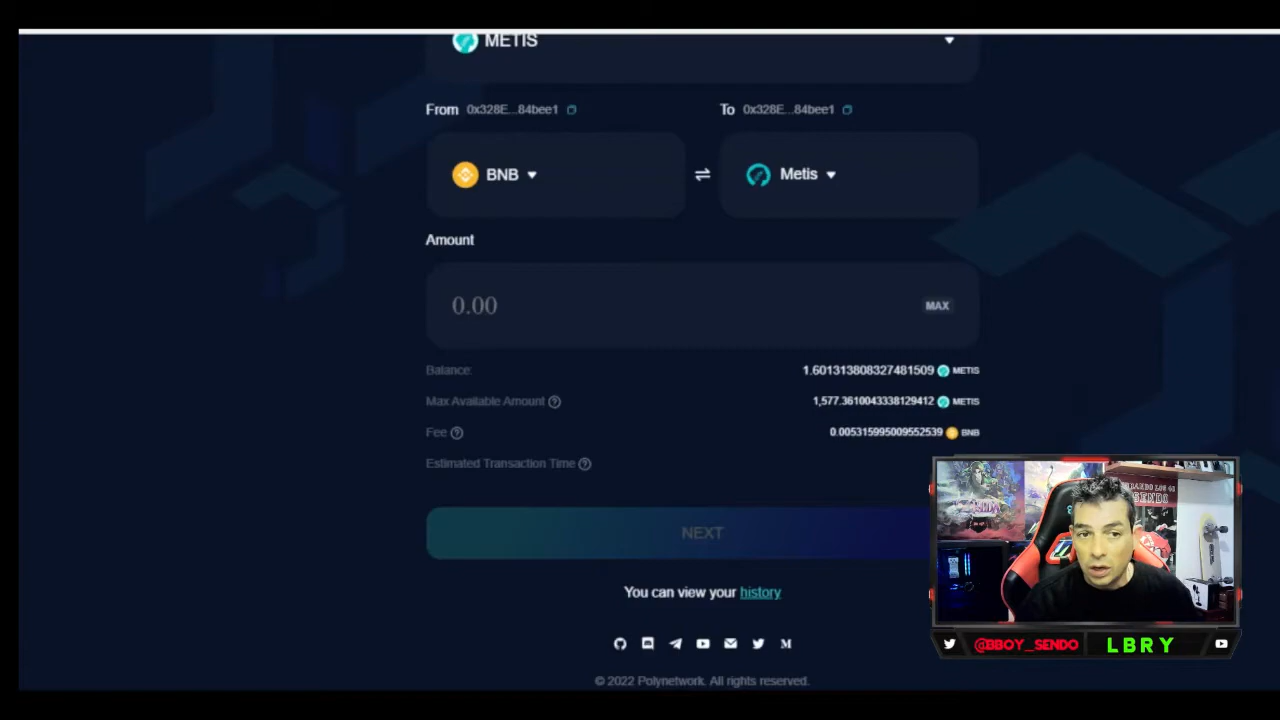 METIS
From 0x328E...84bee1 To 0x328E...84bee1
BNB Metis
Amount
0.00 MAX
Balance: 1.601313808327481509 METIS
Max Available Amount 1,577.3610043338129412 METIS
Fee 0.005315995009552539 BNB
Estimated Transaction Time
NEXT
You can view your history
© 2022 Polynetwork. All rights reserved.
SENDO
@BBOY_SENDO LBRY